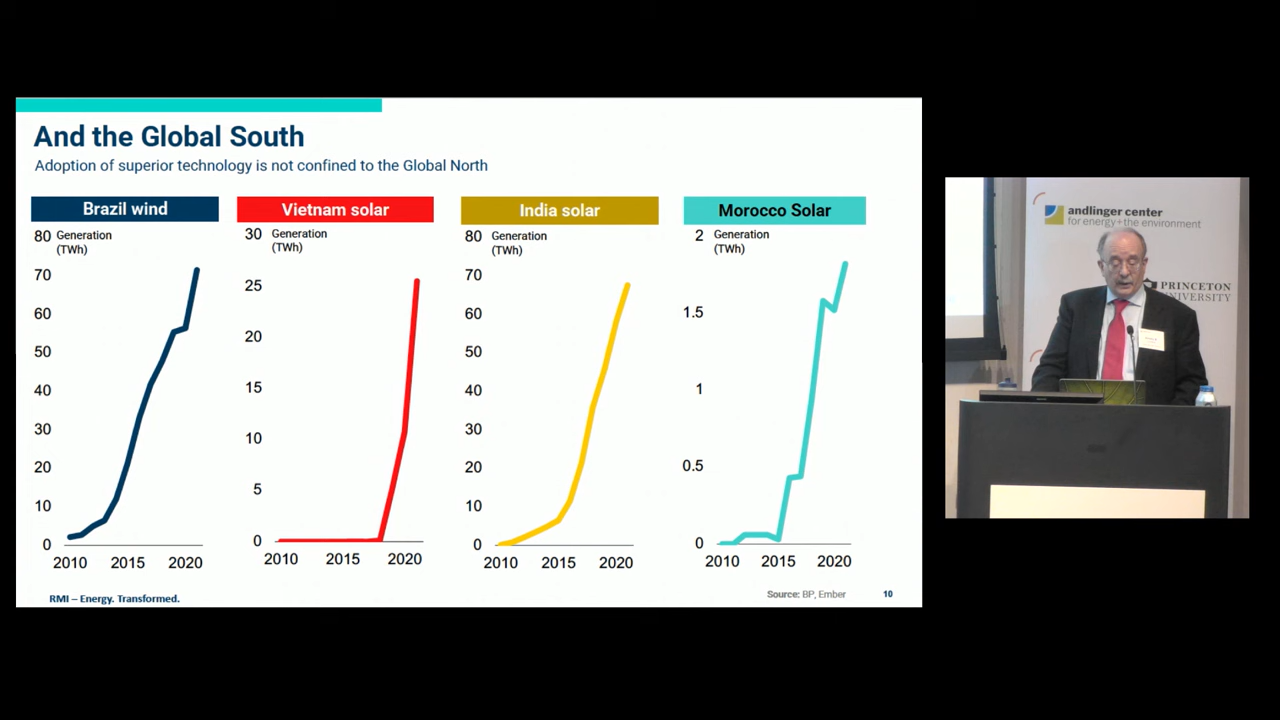 And the Global South
Adoption of superior technology is not confined to the Global North
Brazil wind
80 Generation
(TWh)
70
60
50
40
30
20
10
0
2010 2015 2020
Vietnam solar
30 Generation
(TWh)
25
20
15
10
5
0
2010 2015 2020
India solar
80 Generation
(TWh)
70
60
50
40
30
20
10
0
2010 2015 2020
Morocco Solar
2 Generation
(TWh)
1.5
1
0.5
0
2010 2015 2020
RMI – Energy. Transformed.
Source: BP, Ember
10
andlinger center
for energy+the environment
PRINCETON
UNIVERSITY